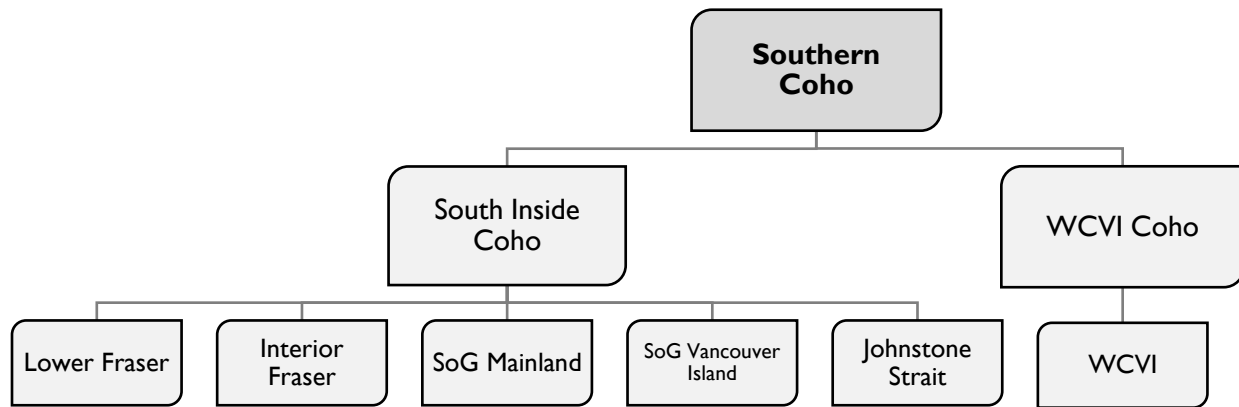 Southern
Coho
South Inside
Coho
WCVI Coho
Lower Fraser
Interior
Fraser
SoG Mainland
SoG Vancouver
Island
Johnstone
Strait
WCVI